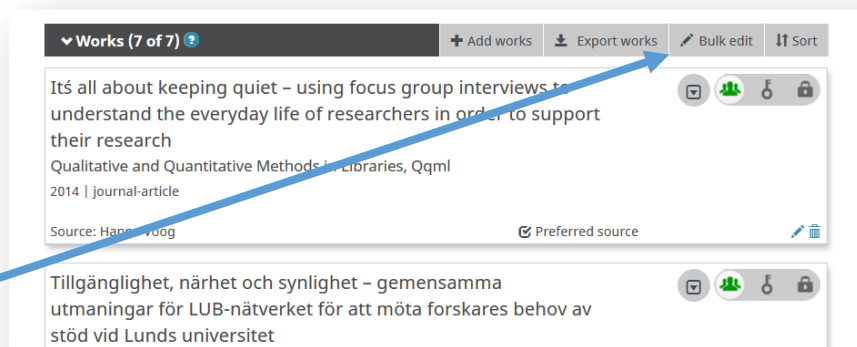 Works (7 of 7) ?
Add works
Export works
Bulk edit
Sort
Itś all about keeping quiet – using focus group interviews to
understand the everyday life of researchers in order to support
their research
Qualitative and Quantitative Methods in Libraries, Qqml
2014 | journal-article
Source: Hanna Voog
Preferred source
Tillgänglighet, närhet och synlighet – gemensamma
utmaningar för LUB-nätverket för att möta forskares behov av
stöd vid Lunds universitet